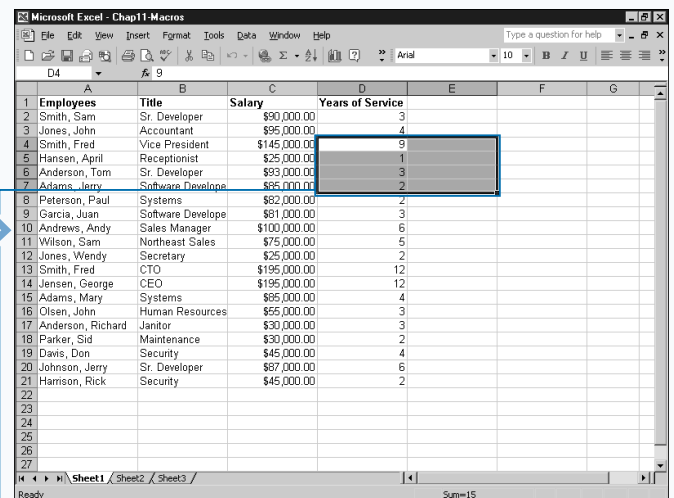 Microsoft Excel - Chap11-Macros
File Edit View Insert Format Tools Data Window Help Type a question for help
Arial 10 B I U
D4 fx 9
A B C D E F G
1 Employees Title Salary Years of Service
2 Smith, Sam Sr. Developer $90,000.00 3
3 Jones, John Accountant $95,000.00 4
4 Smith, Fred Vice President $145,000.00 9
5 Hansen, April Receptionist $25,000.00 1
6 Anderson, Tom Sr. Developer $93,000.00 3
7 Adams, Jerry Software Develope $85,000.00 2
8 Peterson, Paul Systems $82,000.00 2
9 Garcia, Juan Software Develope $81,000.00 3
10 Andrews, Andy Sales Manager $100,000.00 6
11 Wilson, Sam Northeast Sales $75,000.00 5
12 Jones, Wendy Secretary $25,000.00 2
13 Smith, Fred CTO $195,000.00 12
14 Jensen, George CEO $195,000.00 12
15 Adams, Mary Systems $85,000.00 4
16 Olsen, John Human Resources $55,000.00 3
17 Anderson, Richard Janitor $30,000.00 3
18 Parker, Sid Maintenance $30,000.00 2
19 Davis, Don Security $45,000.00 4
20 Johnson, Jerry Sr. Developer $87,000.00 6
21 Harrison, Rick Security $45,000.00 2
22
23
24
25
26
27
Sheet1 Sheet2 Sheet3
Ready Sum=15